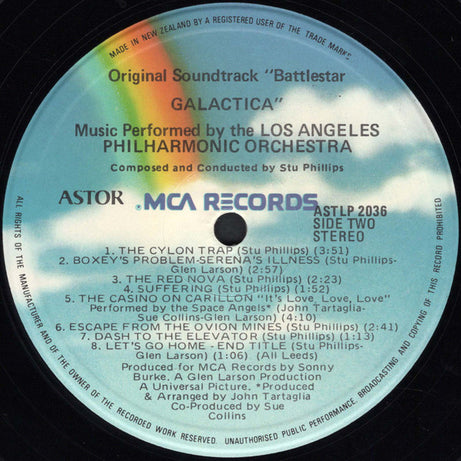 MADE IN NEW ZEALAND BY A REGISTERED USER OF THE TRADE MARKS
Original Soundtrack "Battlestar
GALACTICA"
Music Performed by the LOS ANGELES
PHILHARMONIC ORCHESTRA
Composed and Conducted by Stu Phillips
ASTOR
MCA RECORDS
ASTLP 2036
SIDE TWO
STEREO
1. THE CYLON TRAP (Stu Phillips) (3:51)
2. BOXEY'S PROBLEM-SERENA'S ILLNESS (Stu Phillips-
Glen Larson) (2:57)
3. THE RED NOVA (Stu Phillips) (2:23)
4. SUFFERING (Stu Phillips) (1:52)
5. THE CASINO ON CARILLON "It's Love, Love, Love"
Performed by the Space Angels* (John Tartaglia-
Sue Collins-Glen Larson) (4:10)
6. ESCAPE FROM THE OVION MINES (Stu Phillips) (2:41)
7. DASH TO THE ELEVATOR (Stu Phillips) (1:13)
8. LET'S GO HOME - END TITLE (Stu Phillips-
Glen Larson) (1:06) (All Leeds)
Produced for MCA Records by Sonny
Burke. A Glen Larson Production
A Universal Picture. *Produced
& Arranged by John Tartaglia
Co-Produced by Sue
Collins
ALL RIGHTS OF THE MANUFACTURER AND OF THE OWNER OF THE RECORDED WORK RESERVED. UNAUTHORISED PUBLIC PERFORMANCE, BROADCASTING AND COPYING OF THIS RECORD PROHIBITED